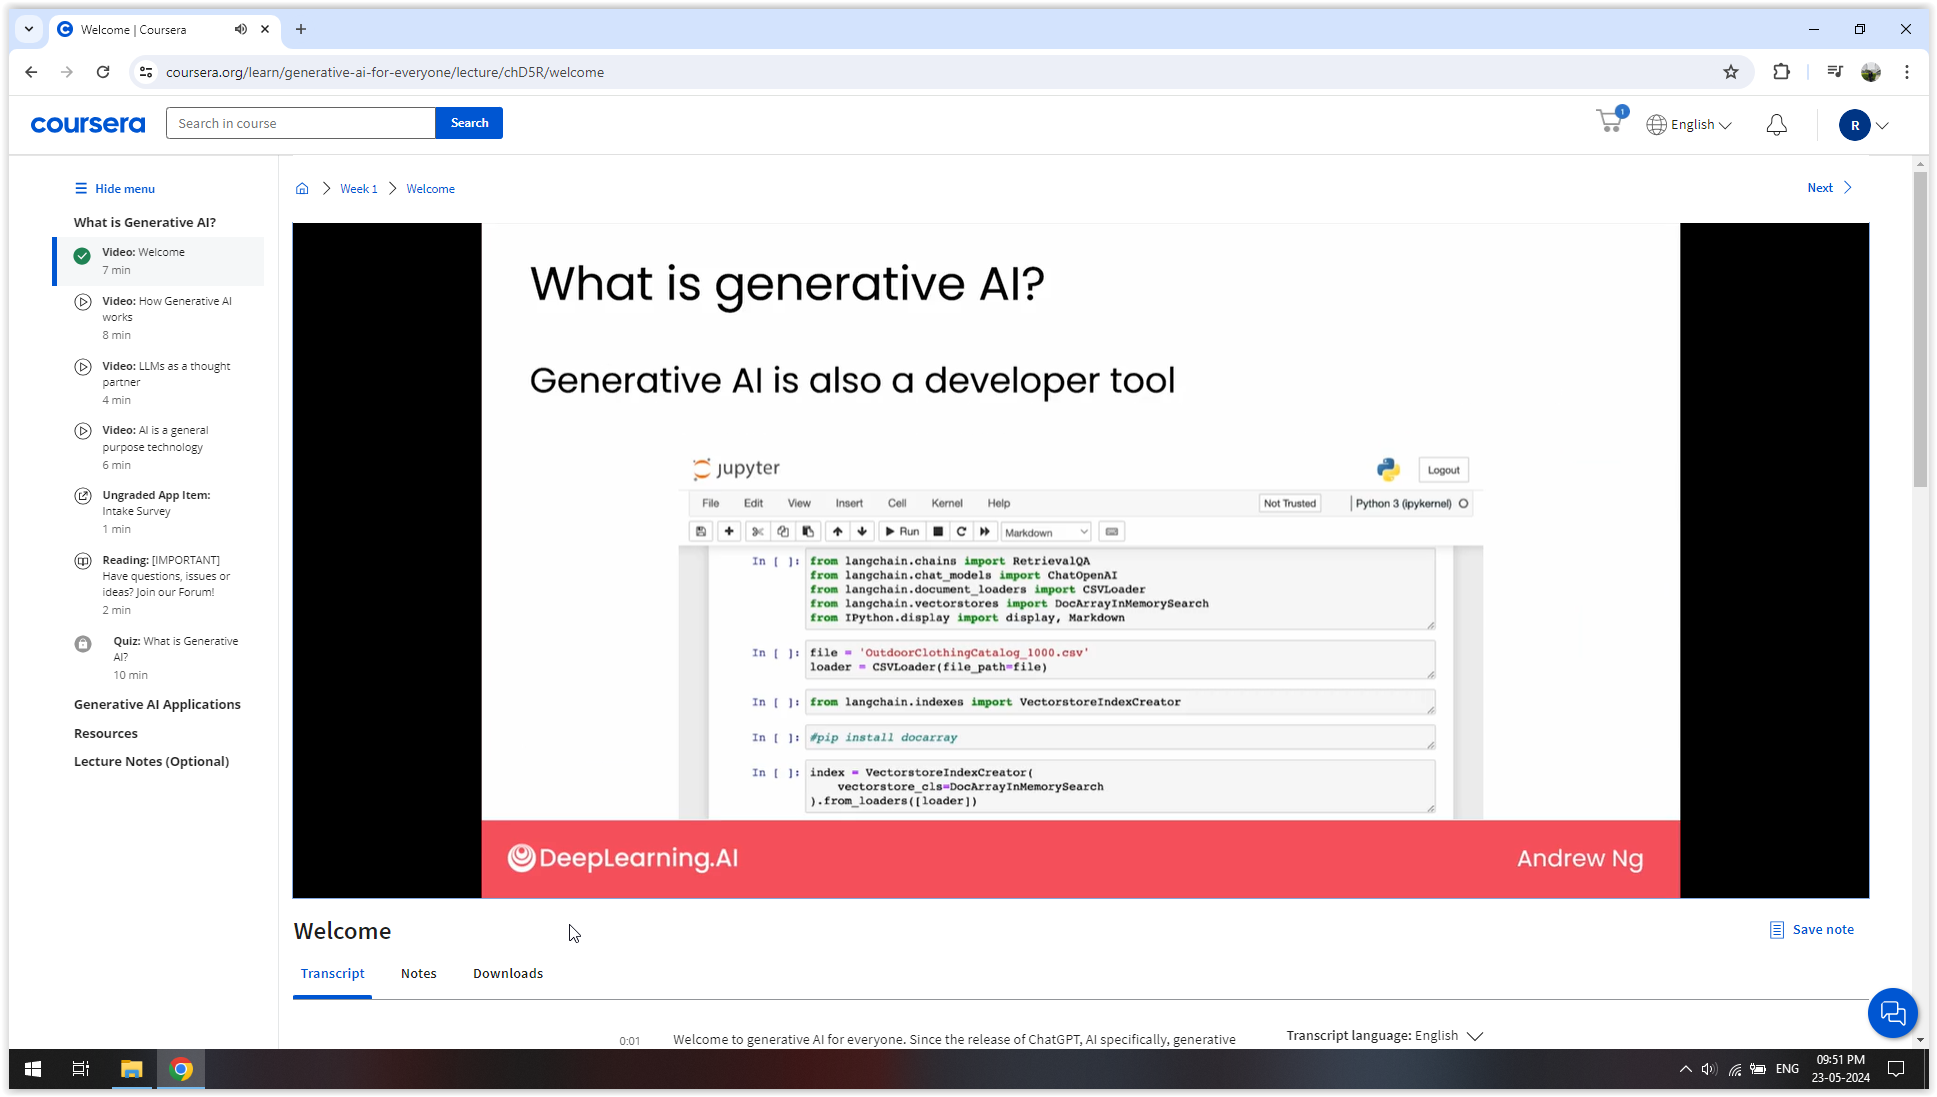 Welcome | Coursera
coursera.org/learn/generative-ai-for-everyone/lecture/chD5R/welcome
coursera
Search in course
Search
1
English
R
Hide menu
Week 1
Welcome
Next
What is Generative AI?
Video: Welcome
7 min
Video: How Generative AI
works
8 min
Video: LLMs as a thought
partner
4 min
Video: AI is a general
purpose technology
6 min
Ungraded App Item:
Intake Survey
1 min
Reading: [IMPORTANT]
Have questions, issues or
ideas? Join our Forum!
2 min
Quiz: What is Generative
AI?
10 min
Generative AI Applications
Resources
Lecture Notes (Optional)
What is generative AI?
Generative AI is also a developer tool
jupyter
Logout
File Edit View Insert Cell Kernel Help
Not Trusted
Python 3 (ipykernel)
Run
Markdown
In [ ]: from langchain.chains import RetrievalQA
from langchain.chat_models import ChatOpenAI
from langchain.document_loaders import CSVLoader
from langchain.vectorstores import DocArrayInMemorySearch
from IPython.display import display, Markdown
In [ ]: file = 'OutdoorClothingCatalog_1000.csv'
loader = CSVLoader(file_path=file)
In [ ]: from langchain.indexes import VectorstoreIndexCreator
In [ ]: #pip install docarray
In [ ]: index = VectorstoreIndexCreator(
vectorstore_cls=DocArrayInMemorySearch
).from_loaders([loader])
DeepLearning.AI
Andrew Ng
Welcome
Save note
Transcript Notes Downloads
0:01 Welcome to generative AI for everyone. Since the release of ChatGPT, AI specifically, generative
Transcript language: English
ENG
09:51 PM
23-05-2024